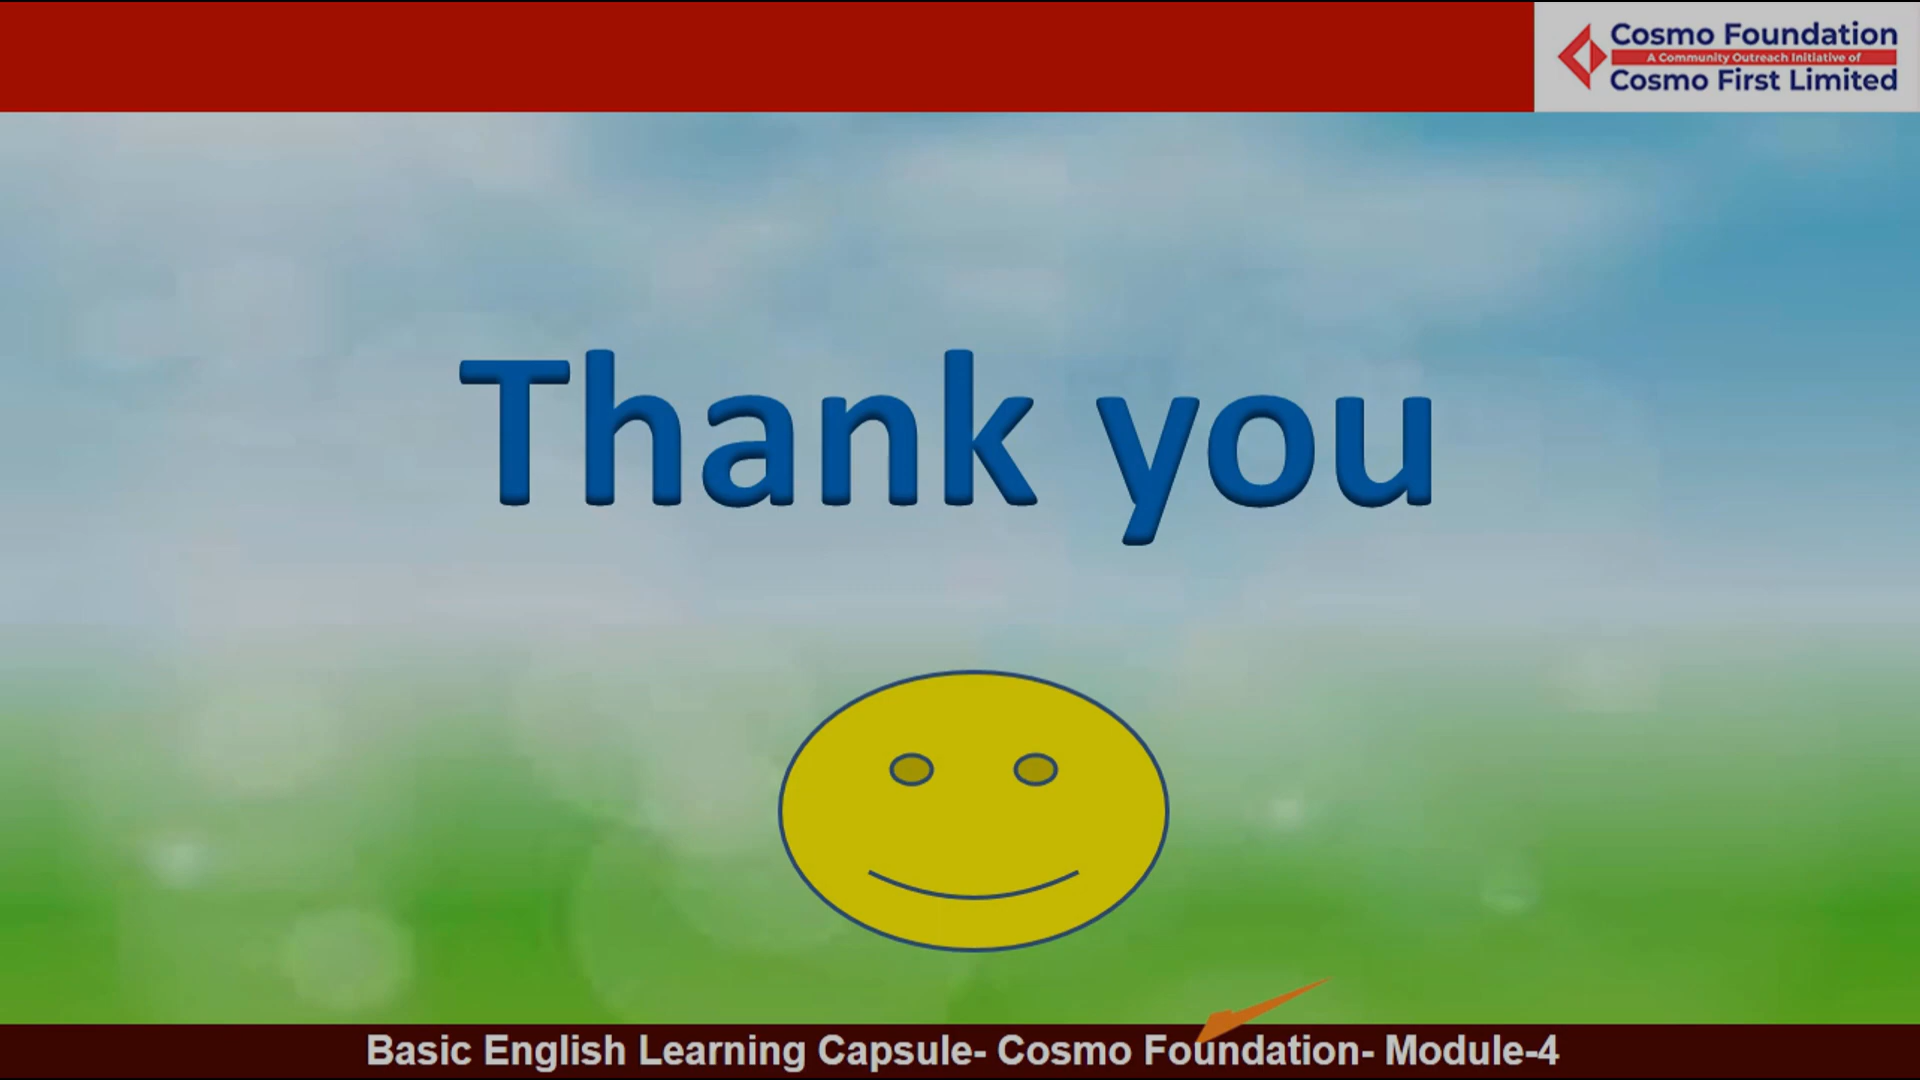 Cosmo Foundation
A Community Outreach Initiative of
Cosmo First Limited
Thank you
Basic English Learning Capsule- Cosmo Foundation- Module-4